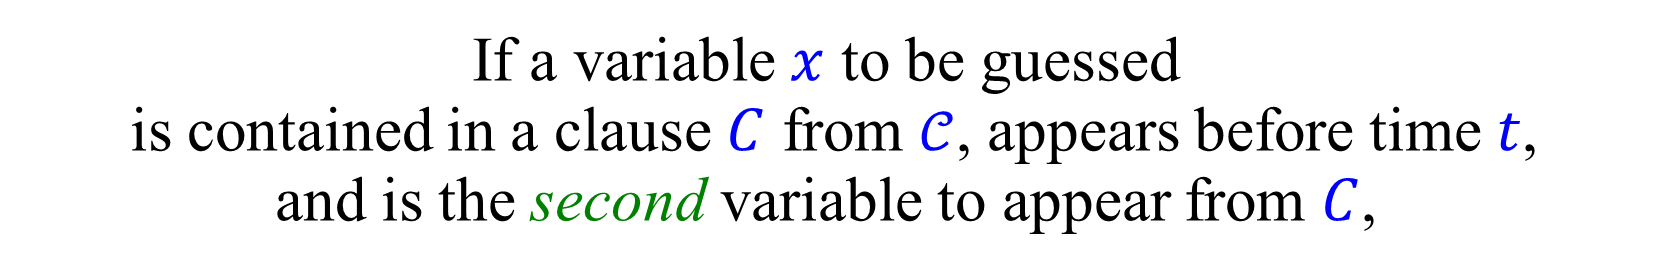 If a variable 𝑥 to be guessed
is contained in a clause 𝐶 from 𝒞, appears before time 𝑡,
and is the second variable to appear from 𝐶,